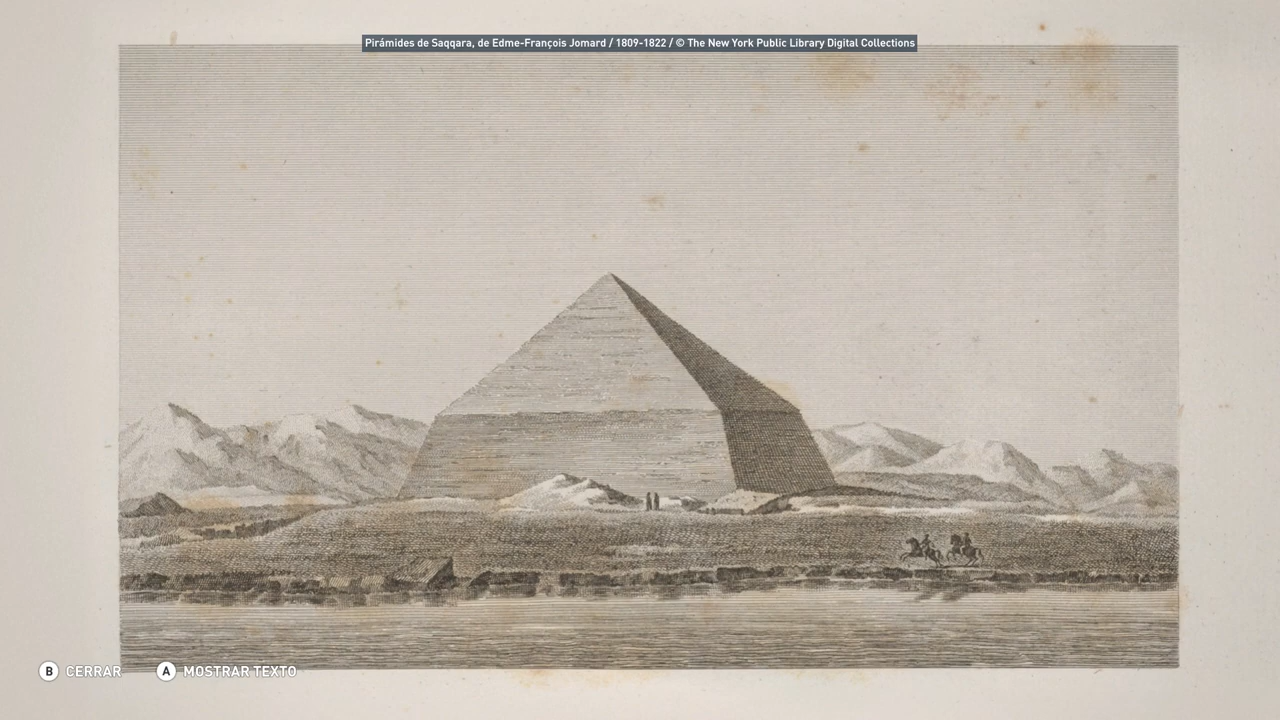 Pirámides de Saqqara, de Edme-François Jomard / 1809-1822 / © The New York Public Library Digital Collections
B CERRAR A MOSTRAR TEXTO